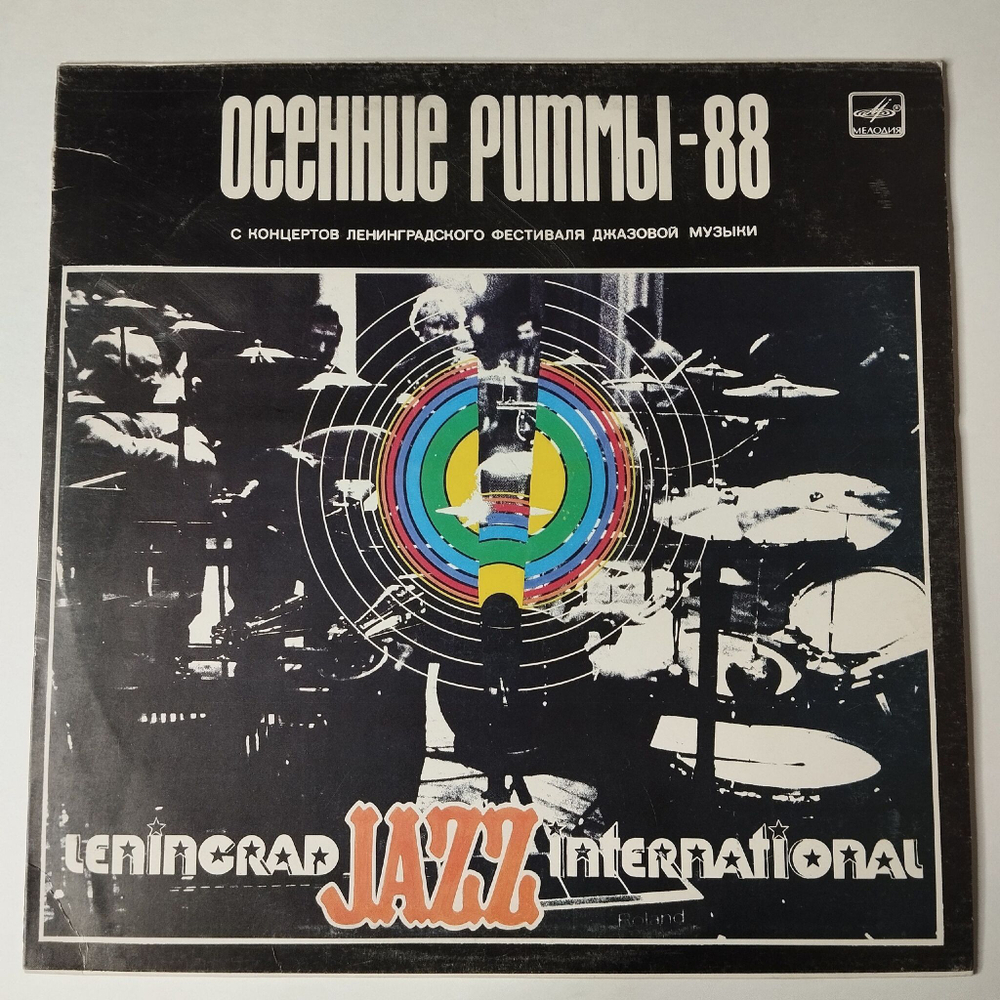 ОСЕННИЕ РИТМЫ-88
МЕЛОДИЯ
С КОНЦЕРТОВ ЛЕНИНГРАДСКОГО ФЕСТИВАЛЯ ДЖАЗОВОЙ МУЗЫКИ
LENINGRAD JAZZ INTERNATIONAL
Roland